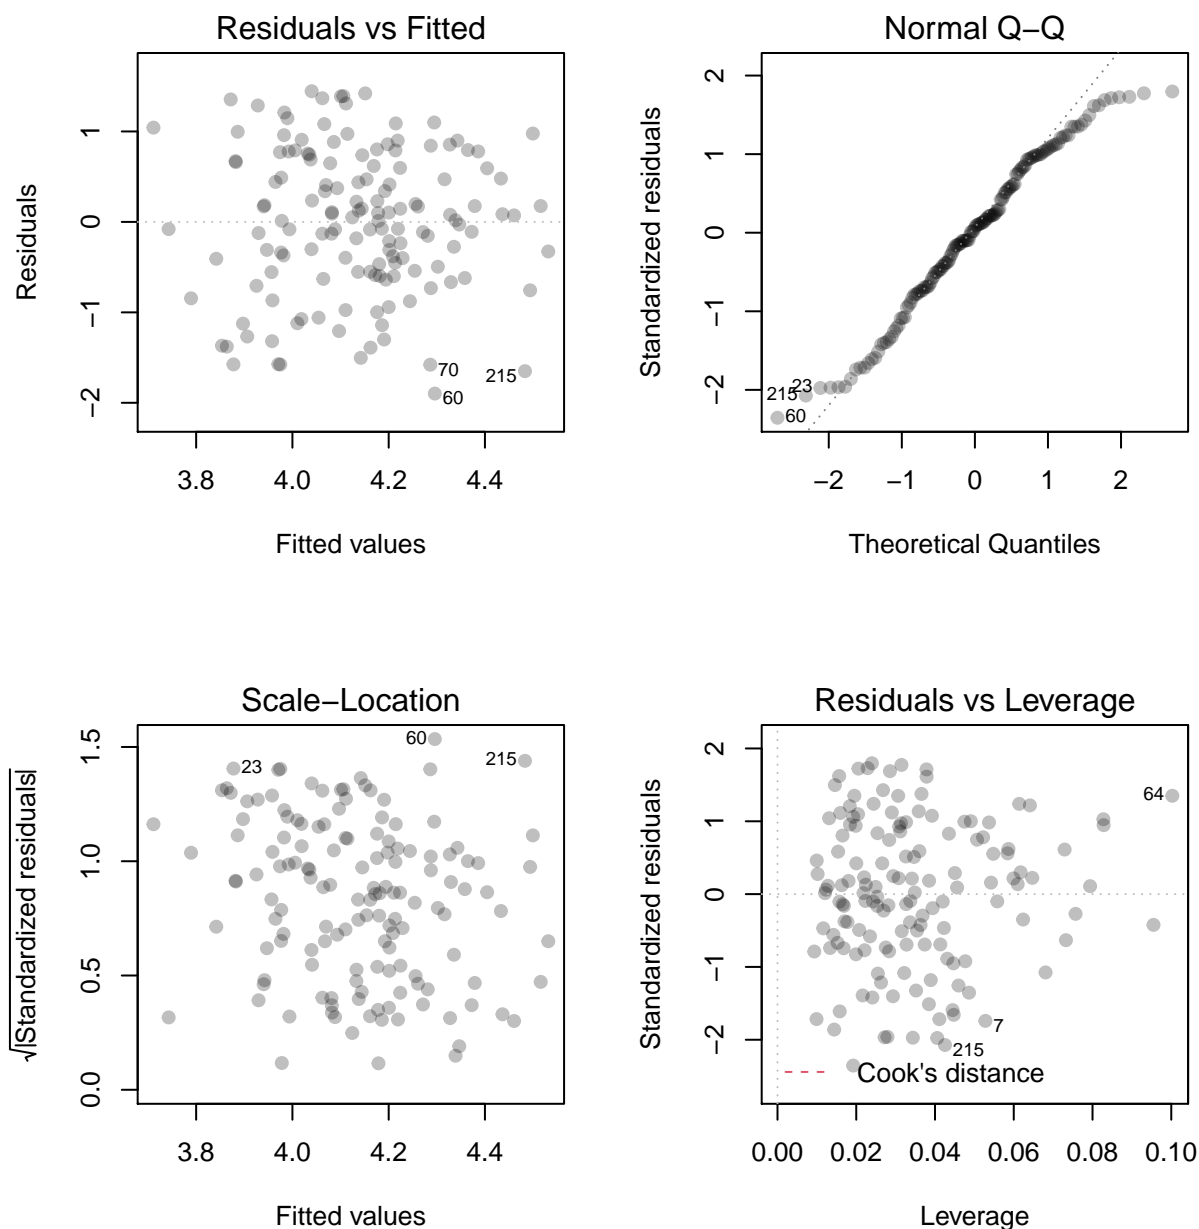 Residuals vs Fitted
Residuals
1
0
−1
−2
70
215
60
3.8 4.0 4.2 4.4
Fitted values
Normal Q−Q
Standardized residuals
2
1
0
−1
−2
23
215
60
−2 −1 0 1 2
Theoretical Quantiles
Scale−Location
√|Standardized residuals|
1.5
1.0
0.5
0.0
60
215
23
3.8 4.0 4.2 4.4
Fitted values
Residuals vs Leverage
Standardized residuals
2
1
0
−1
−2
64
7
215
Cook's distance
0.00 0.02 0.04 0.06 0.08 0.10
Leverage